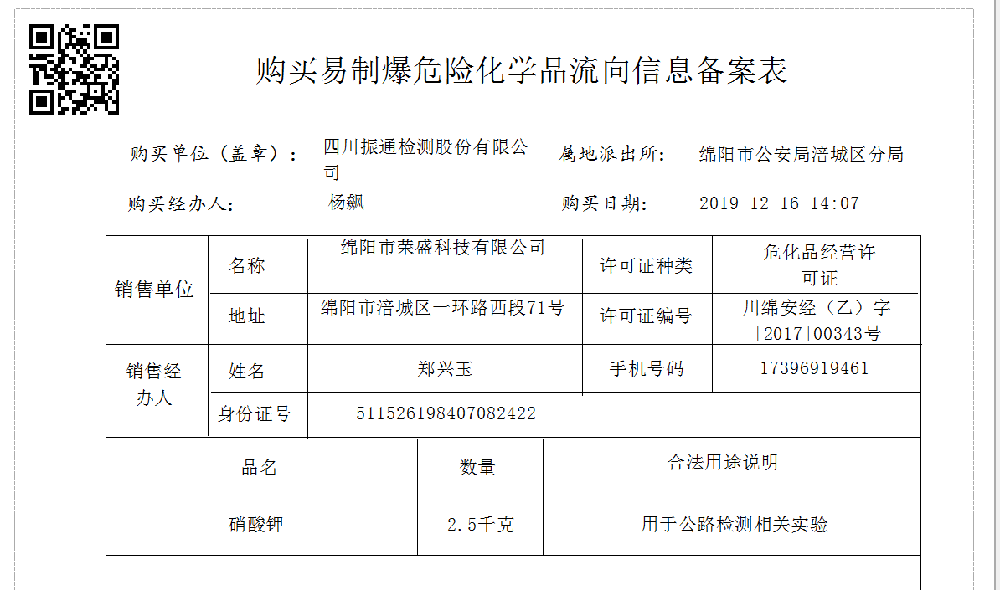 购买易制爆危险化学品流向信息备案表
购买单位（盖章）： 四川振通检测股份有限公 属地派出所： 绵阳市公安局涪城区分局
司
购买经办人： 杨飙 购买日期： 2019-12-16 14:07
销售单位 名称 绵阳市荣盛科技有限公司 许可证种类 危化品经营许
可证
地址 绵阳市涪城区一环路西段71号 许可证编号 川绵安经（乙）字
[2017]00343号
销售经
办人
姓名 郑兴玉 手机号码 17396919461
身份证号 511526198407082422
品名 数量 合法用途说明
硝酸钾 2.5千克 用于公路检测相关实验